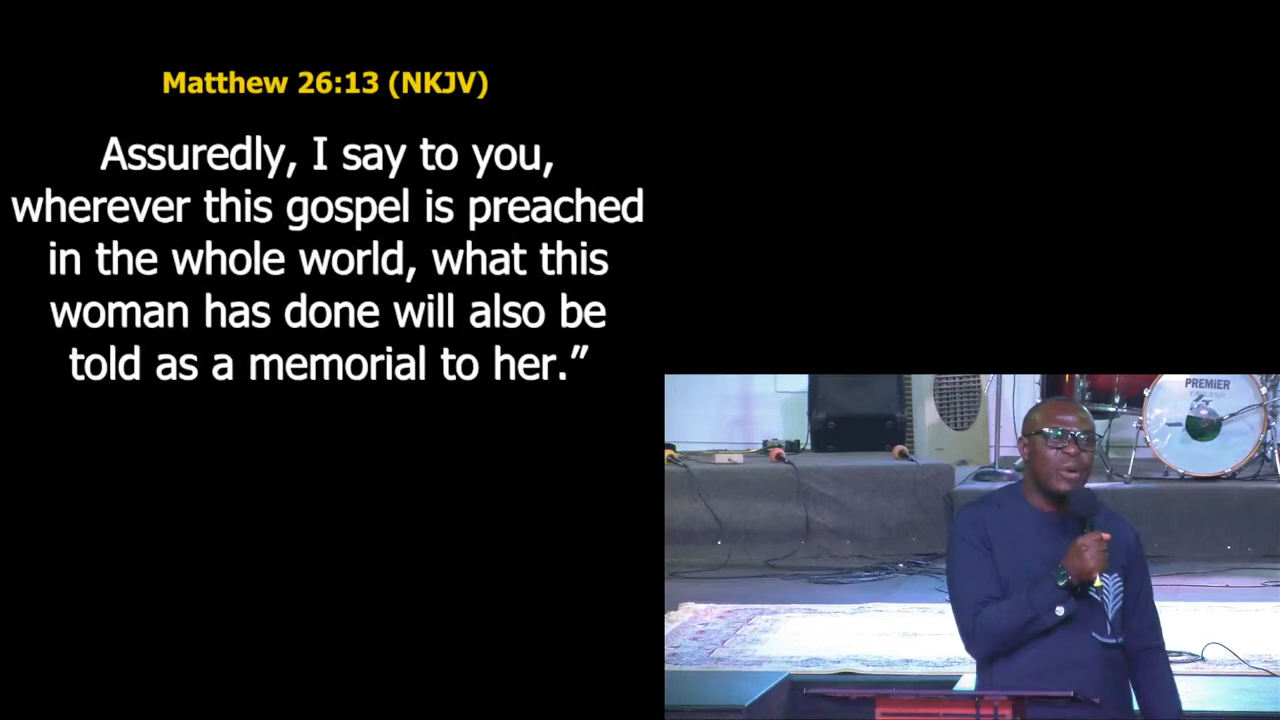 Matthew 26:13 (NKJV)
Assuredly, I say to you,
wherever this gospel is preached
in the whole world, what this
woman has done will also be
told as a memorial to her.”
PREMiER
ENGLAND